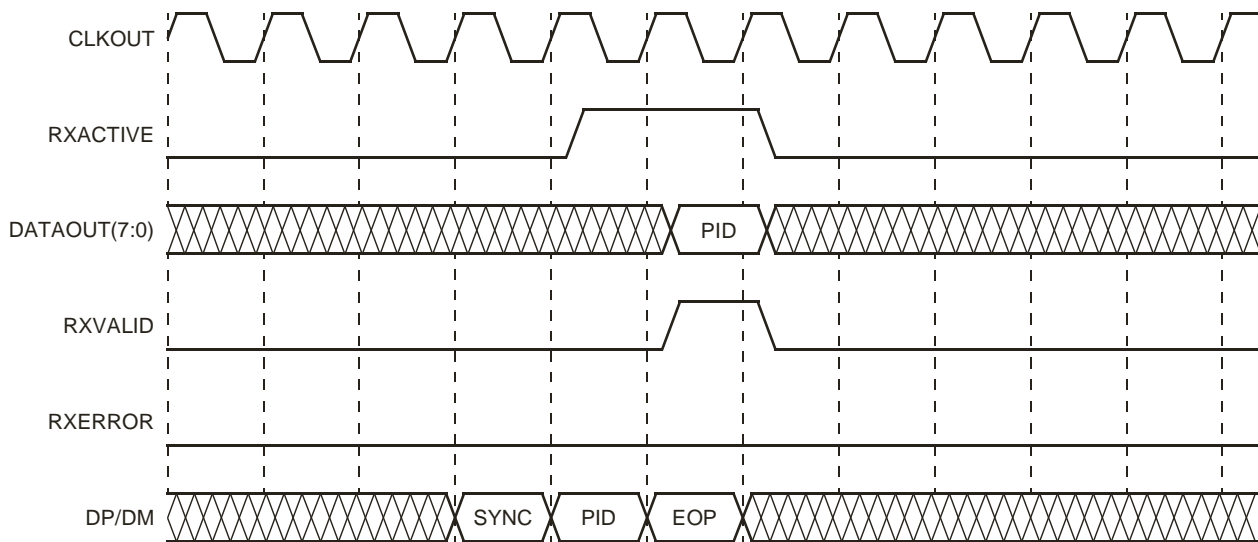 CLKOUT
RXACTIVE
DATAOUT(7:0)
PID
RXVALID
RXERROR
DP/DM
SYNC
PID
EOP